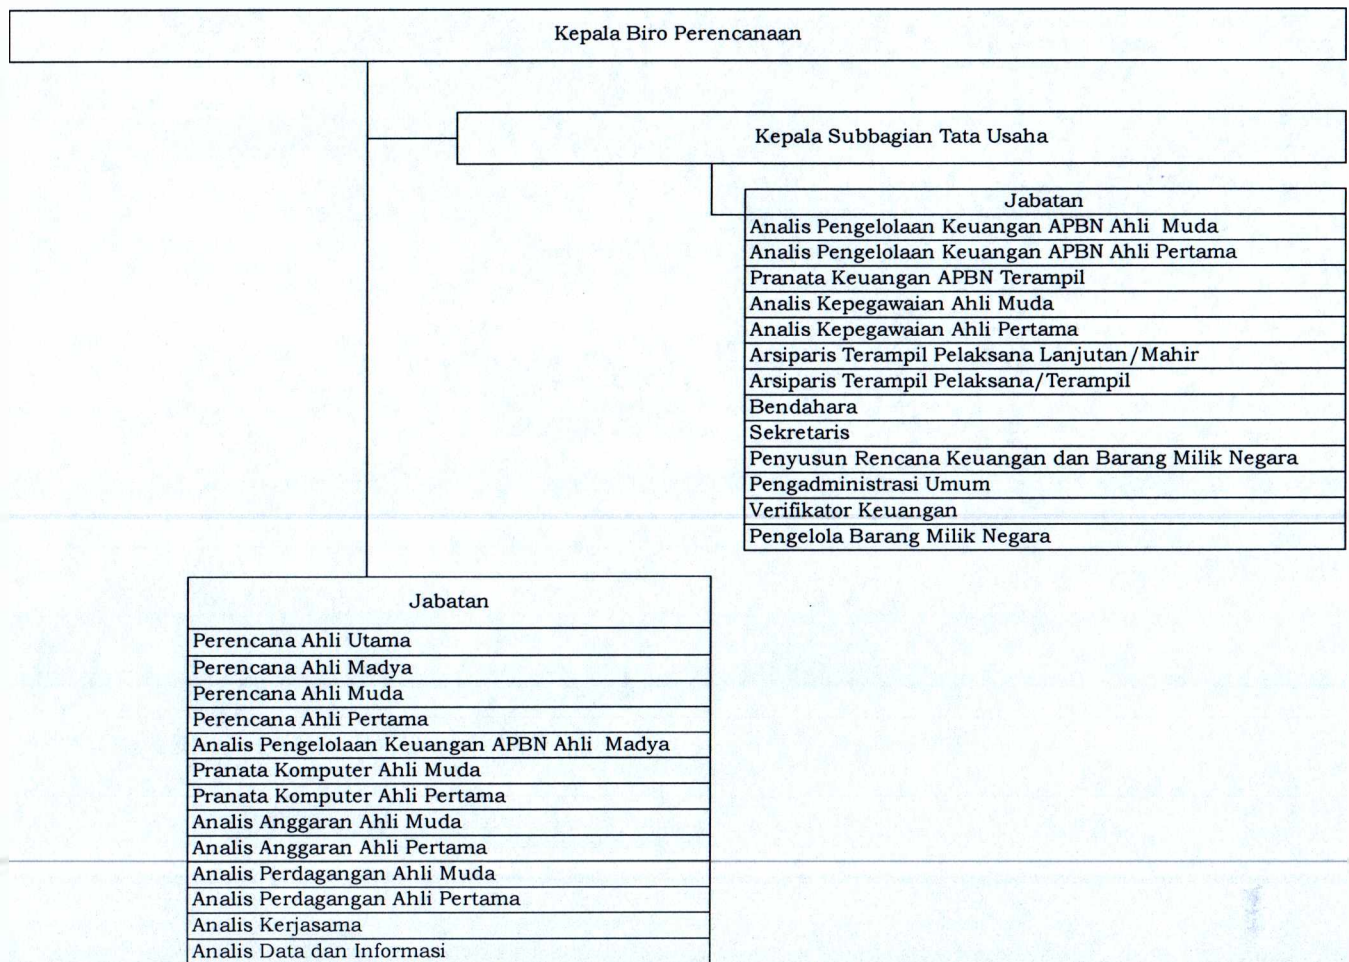 Kepala Biro Perencanaan
Kepala Subbagian Tata Usaha
Jabatan
Analis Pengelolaan Keuangan APBN Ahli Muda
Analis Pengelolaan Keuangan APBN Ahli Pertama
Pranata Keuangan APBN Terampil
Analis Kepegawaian Ahli Muda
Analis Kepegawaian Ahli Pertama
Arsiparis Terampil Pelaksana Lanjutan/Mahir
Arsiparis Terampil Pelaksana/Terampil
Bendahara
Sekretaris
Penyusun Rencana Keuangan dan Barang Milik Negara
Pengadministrasi Umum
Verifikator Keuangan
Pengelola Barang Milik Negara
Jabatan
Perencana Ahli Utama
Perencana Ahli Madya
Perencana Ahli Muda
Perencana Ahli Pertama
Analis Pengelolaan Keuangan APBN Ahli Madya
Pranata Komputer Ahli Muda
Pranata Komputer Ahli Pertama
Analis Anggaran Ahli Muda
Analis Anggaran Ahli Pertama
Analis Perdagangan Ahli Muda
Analis Perdagangan Ahli Pertama
Analis Kerjasama
Analis Data dan Informasi